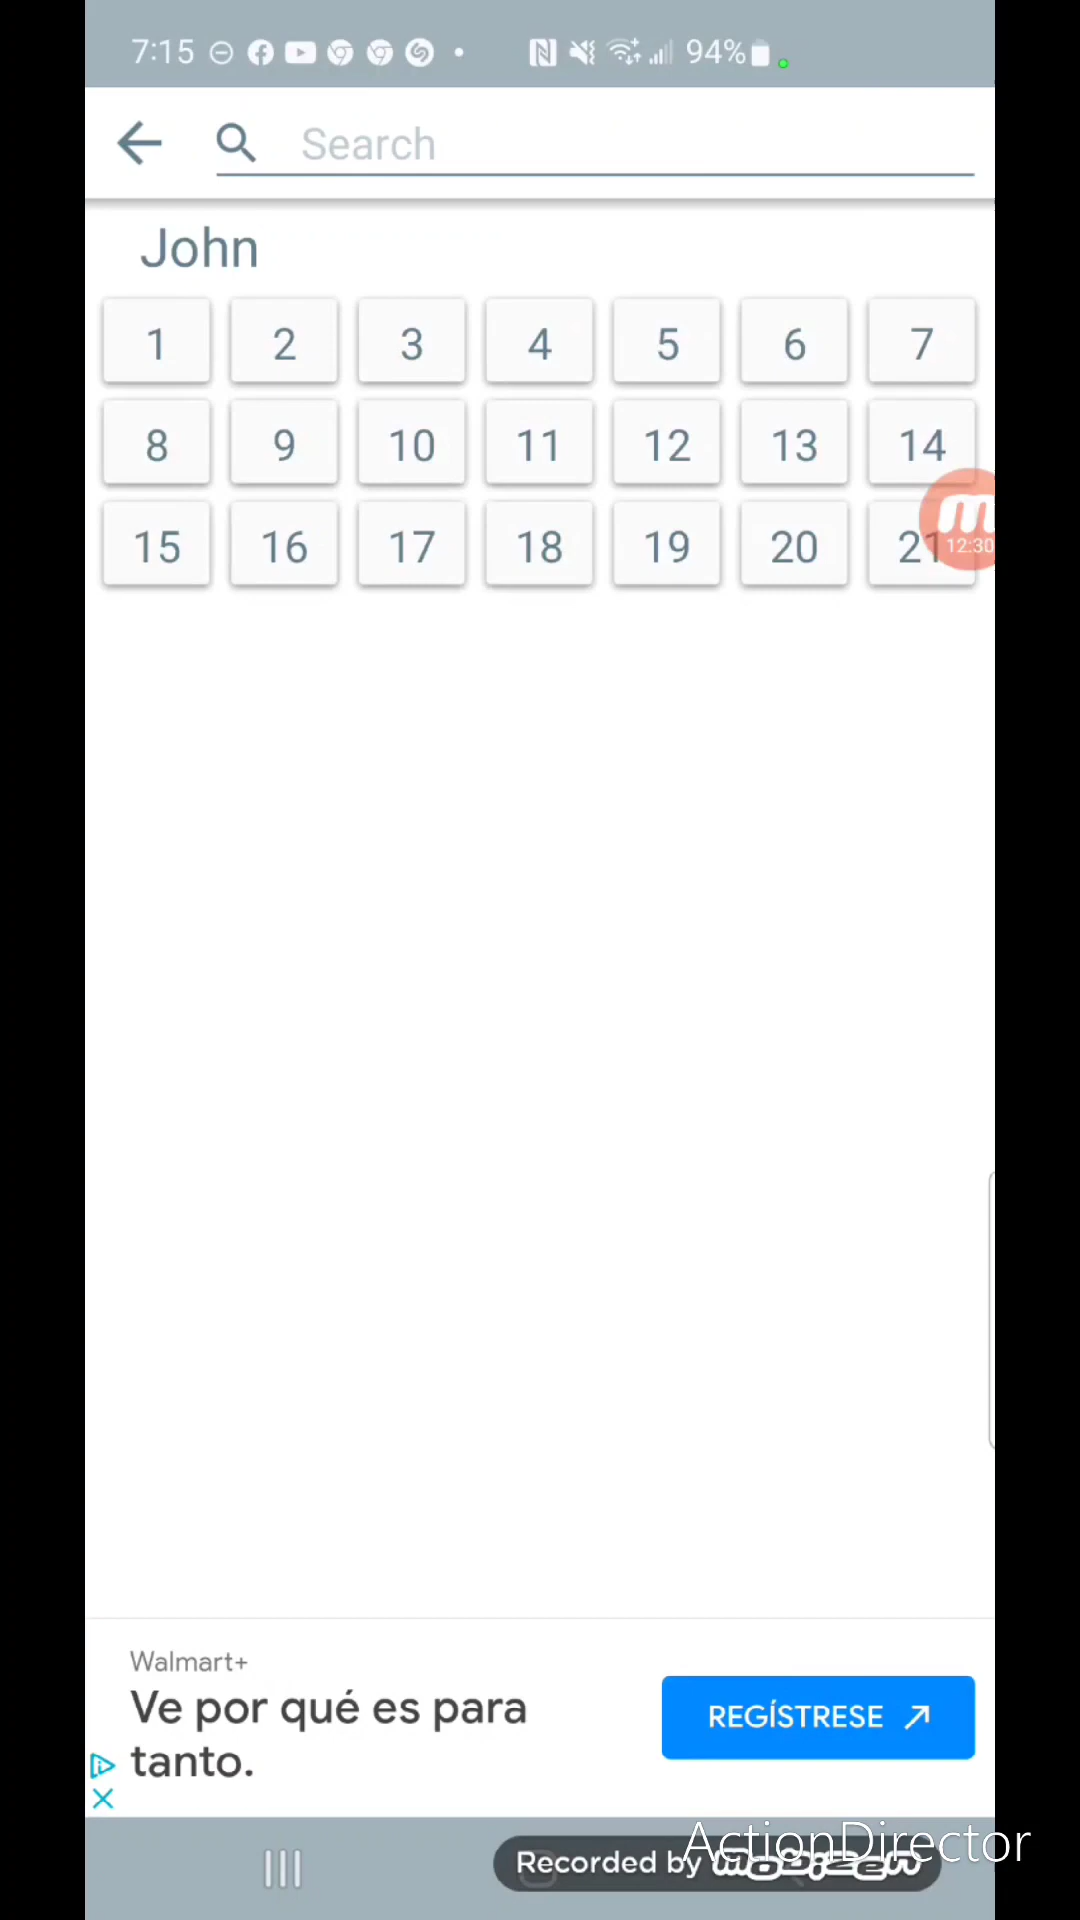 7:15 94%
Search
John
1 2 3 4 5 6 7
8 9 10 11 12 13 14
15 16 17 18 19 20 21
12:30
Walmart+
Ve por qué es para
tanto.
REGÍSTRESE
ActionDirector
Recorded by mobizen